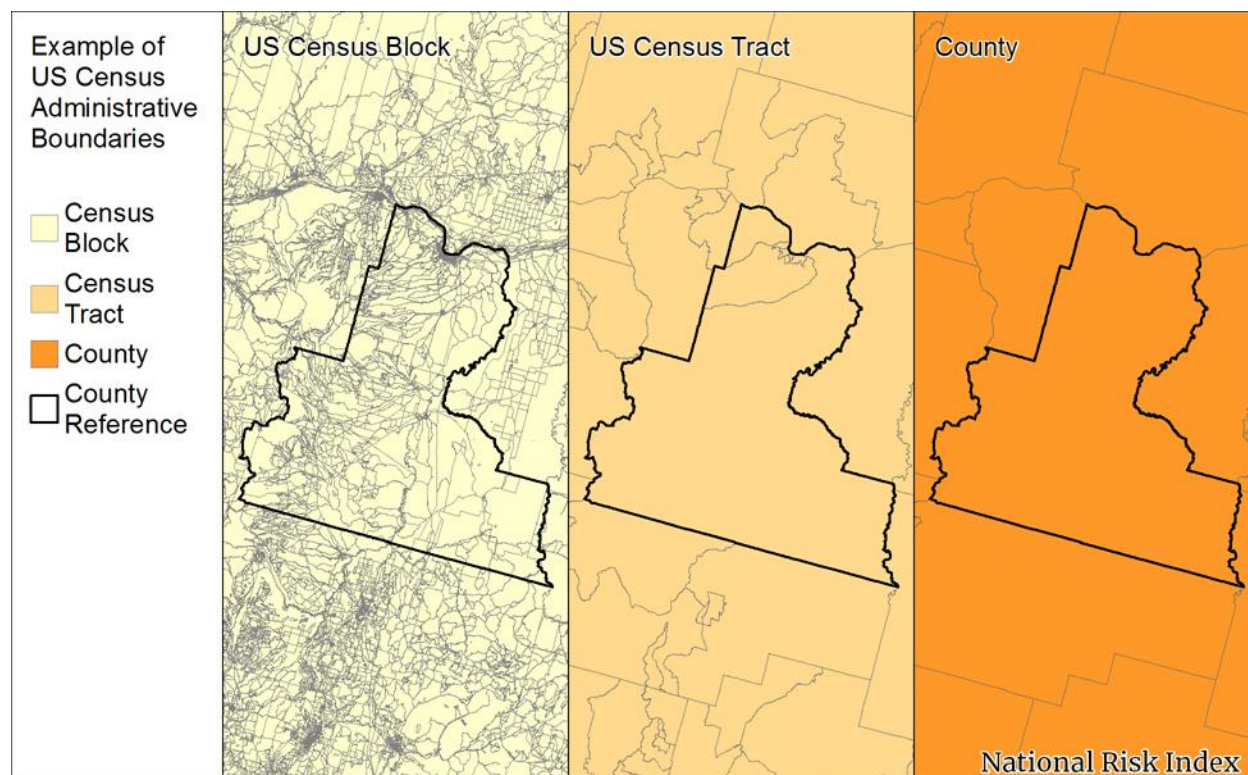 Example of
US Census
Administrative
Boundaries
Census
Block
Census
Tract
County
County
Reference
US Census Block
US Census Tract
County
National Risk Index